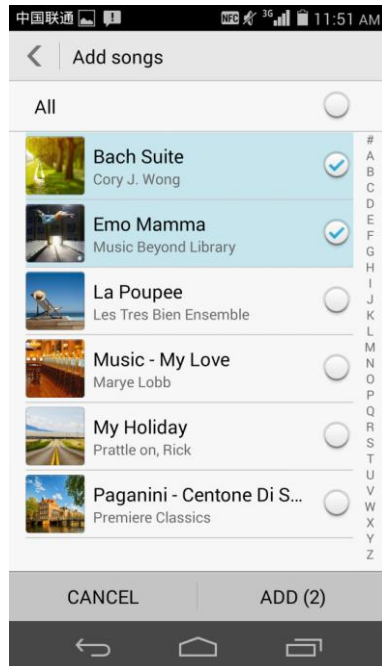 中国联通 NFC 3G 11:51 AM
Add songs
All
Bach Suite
Cory J. Wong
Emo Mamma
Music Beyond Library
La Poupee
Les Tres Bien Ensemble
Music - My Love
Marye Lobb
My Holiday
Prattle on, Rick
Paganini - Centone Di S...
Premiere Classics
#
A
B
C
D
E
F
G
H
I
J
K
L
M
N
O
P
Q
R
S
T
U
V
W
X
Y
Z
CANCEL ADD (2)